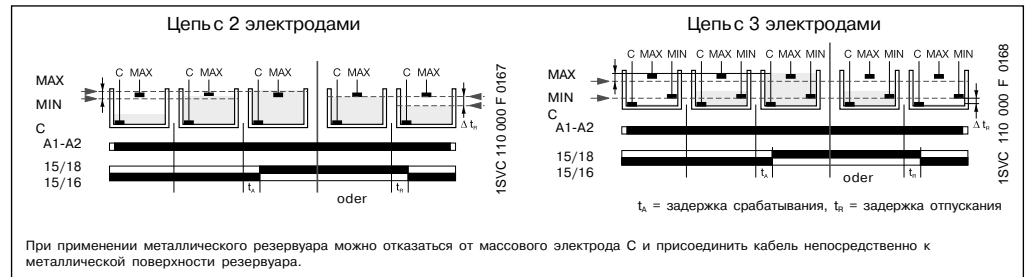 Цепь с 2 электродами
C MAX C MAX C MAX C MAX C MAX
MAX
MIN
C
Δ tR
A1-A2
15/18
15/16
tA
tR
oder
1SVC 110 000 F 0167
Цепь с 3 электродами
C MAX MIN C MAX MIN C MAX MIN C MAX MIN C MAX MIN
MAX
MIN
C
Δ tR
A1-A2
15/18
15/16
tA
tR
oder
1SVC 110 000 F 0168
tA = задержка срабатывания, tR = задержка отпускания
При применении металлического резервуара можно отказаться от массового электрода С и присоединить кабель непосредственно к
металлической поверхности резервуара.